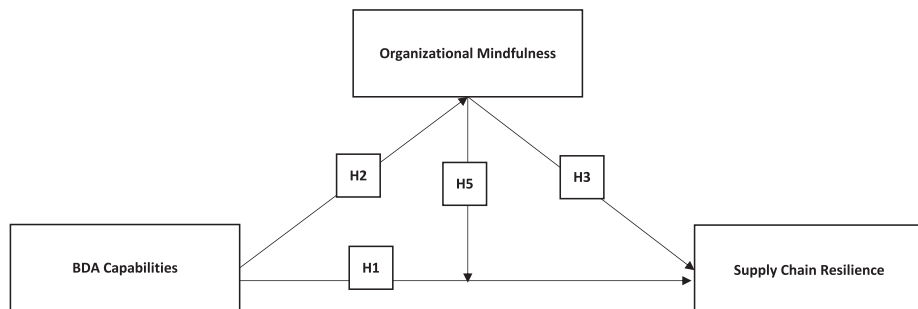 Organizational Mindfulness
H2
H5
H3
BDA Capabilities
H1
Supply Chain Resilience